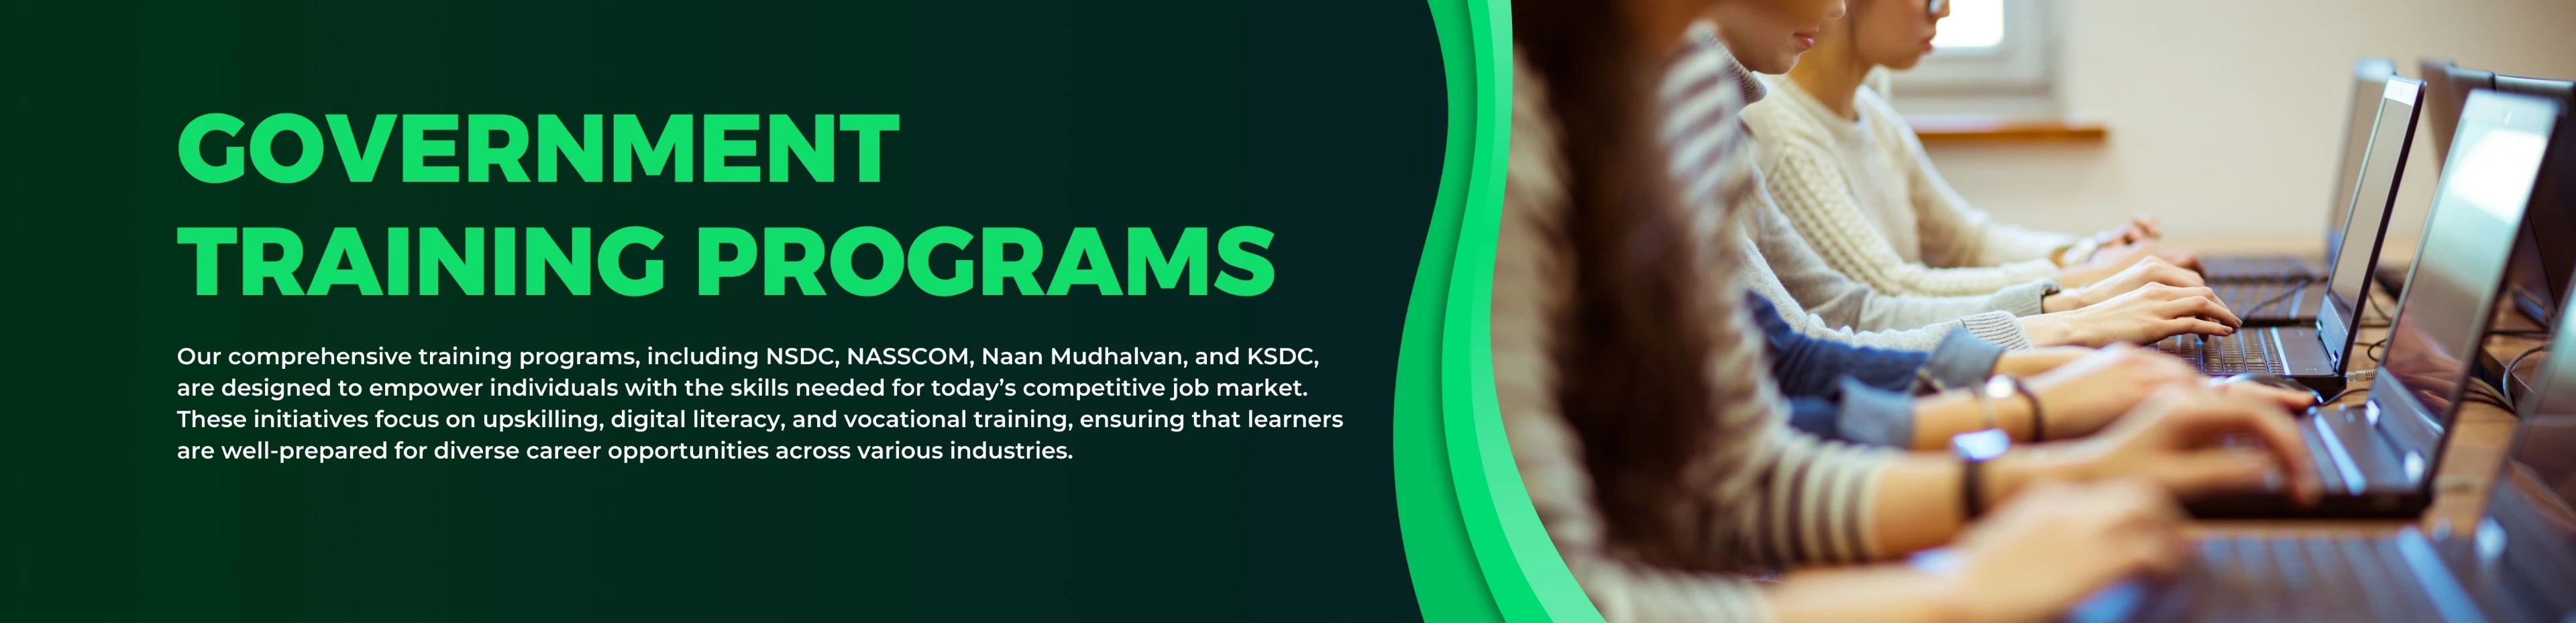 GOVERNMENT
TRAINING PROGRAMS
Our comprehensive training programs, including NSDC, NASSCOM, Naan Mudhalvan, and KSDC,
are designed to empower individuals with the skills needed for today’s competitive job market.
These initiatives focus on upskilling, digital literacy, and vocational training, ensuring that learners
are well-prepared for diverse career opportunities across various industries.